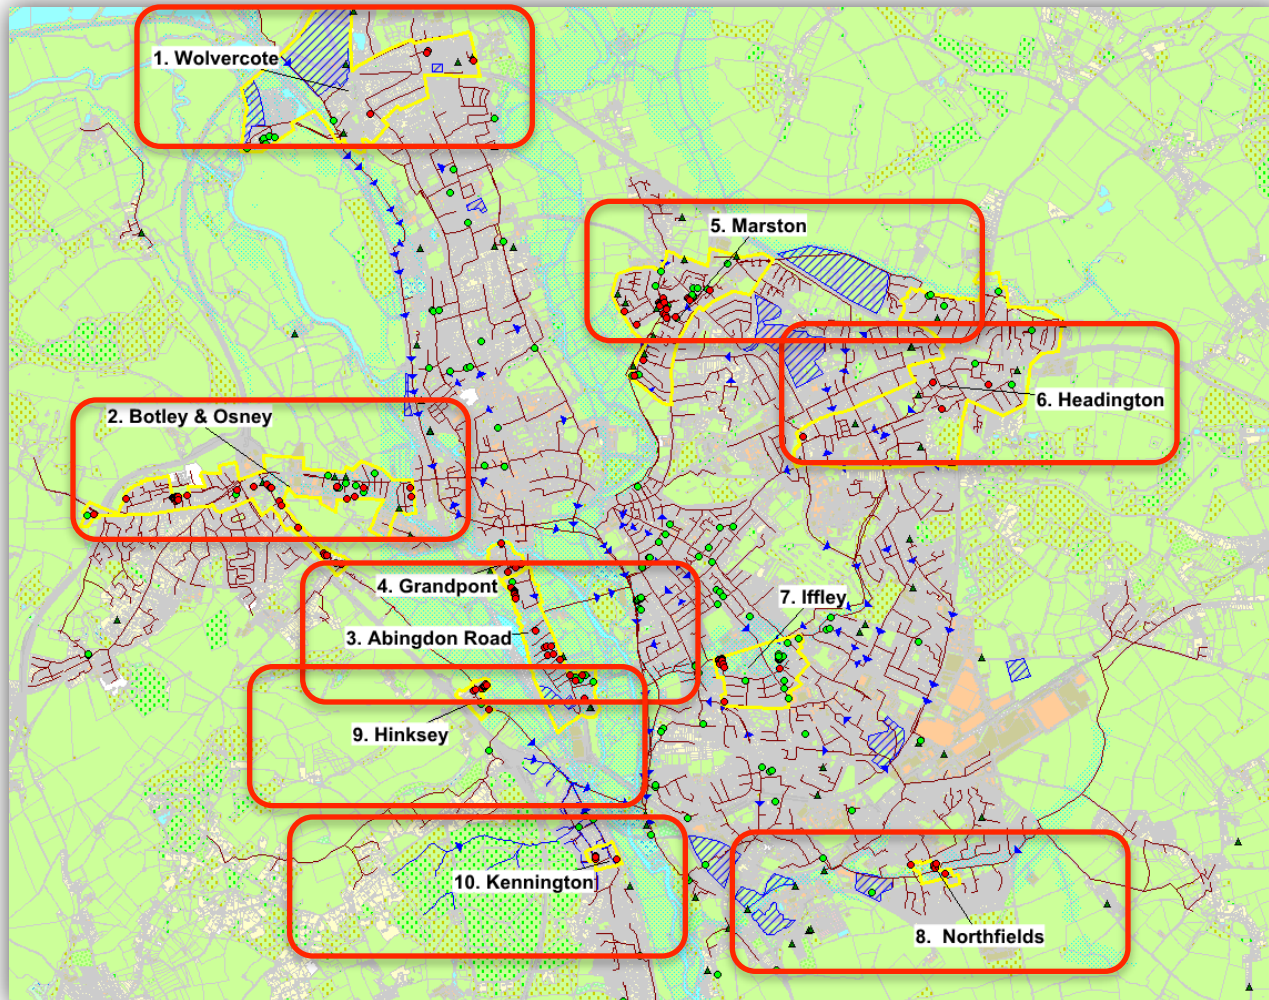 1. Wolvercote
5. Marston
6. Headington
2. Botley & Osney
4. Grandpont
7. Iffley
3. Abingdon Road
9. Hinksey
10. Kennington
8. Northfields